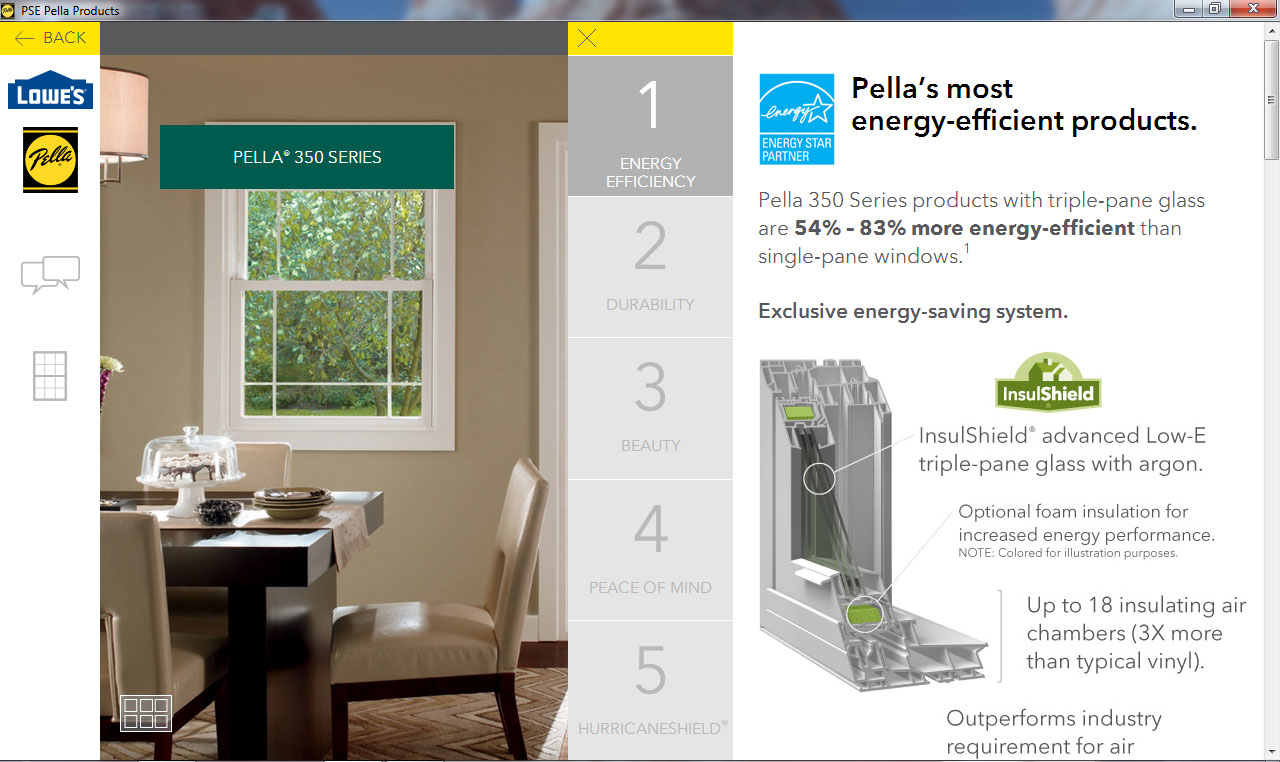 PSE Pella Products
BACK
LOWE'S
Pella
PELLA® 350 SERIES
1
ENERGY
EFFICIENCY
2
DURABILITY
3
BEAUTY
4
PEACE OF MIND
5
HURRICANESHIELD®
energy
ENERGY STAR
PARTNER
Pella's most
energy-efficient products.
Pella 350 Series products with triple-pane glass
are 54% – 83% more energy-efficient than
single-pane windows.1
Exclusive energy-saving system.
InsulShield
InsulShield® advanced Low-E
triple-pane glass with argon.
Optional foam insulation for
increased energy performance.
NOTE: Colored for illustration purposes.
Up to 18 insulating air
chambers (3X more
than typical vinyl).
Outperforms industry
requirement for air